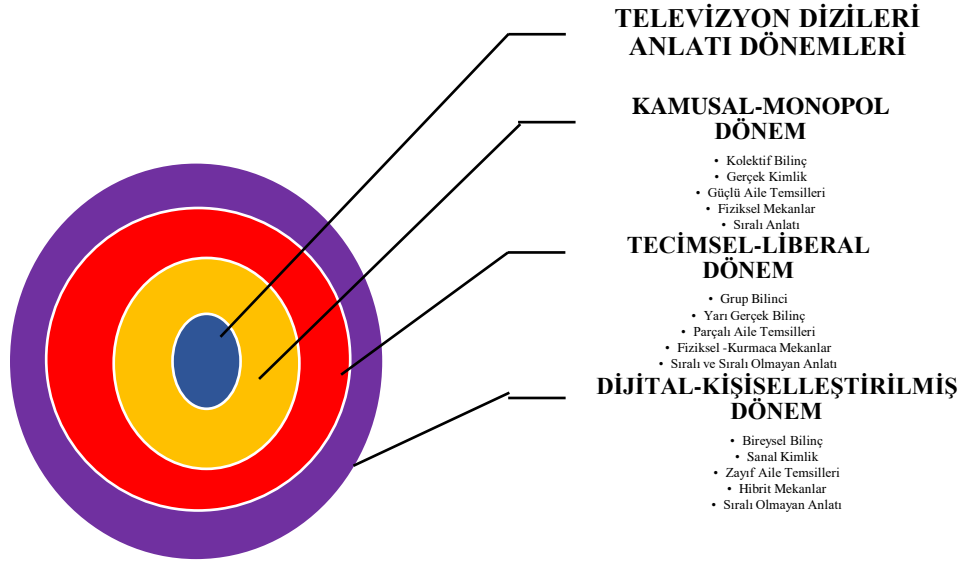 TELEVİZYON DİZİLERİ
ANLATI DÖNEMLERİ
KAMUSAL-MONOPOL
DÖNEM
• Kolektif Bilinç
• Gerçek Kimlik
• Güçlü Aile Temsilleri
• Fiziksel Mekanlar
• Sıralı Anlatı
TECİMSEL-LİBERAL
DÖNEM
• Grup Bilinci
• Yarı Gerçek Bilinç
• Parçalı Aile Temsilleri
• Fiziksel -Kurmaca Mekanlar
• Sıralı ve Sıralı Olmayan Anlatı
DİJİTAL-KİŞİSELLEŞTİRİLMİŞ
DÖNEM
• Bireysel Bilinç
• Sanal Kimlik
• Zayıf Aile Temsilleri
• Hibrit Mekanlar
• Sıralı Olmayan Anlatı